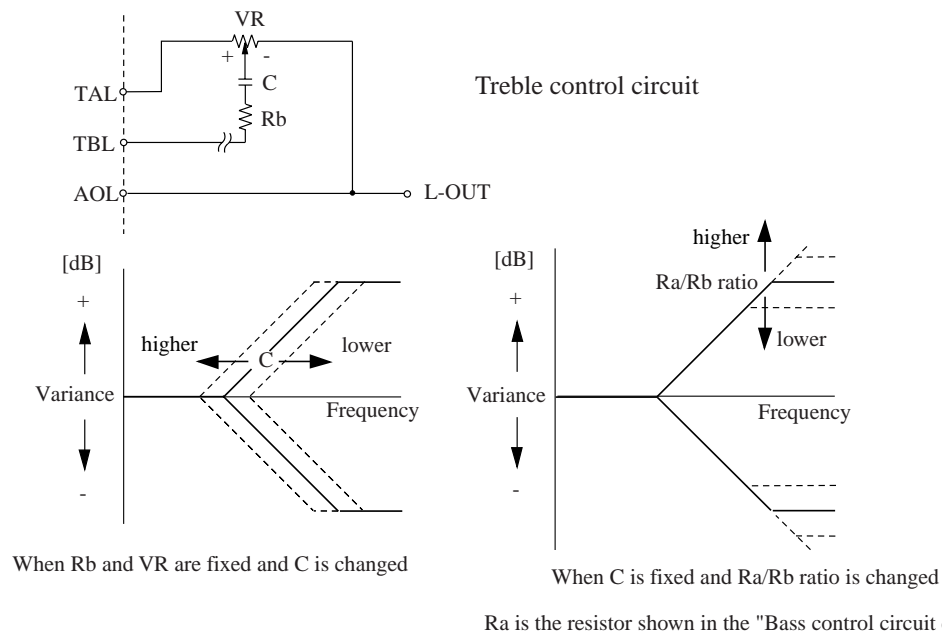 VR
+ -
C
TAL
Rb
TBL
AOL
L-OUT
Treble control circuit
[dB]
+
higher
C
lower
Variance
Frequency
-
When Rb and VR are fixed and C is changed
higher
[dB]
Ra/Rb ratio
+
lower
Variance
Frequency
-
When C is fixed and Ra/Rb ratio is changed
Ra is the resistor shown in the "Bass control circuit